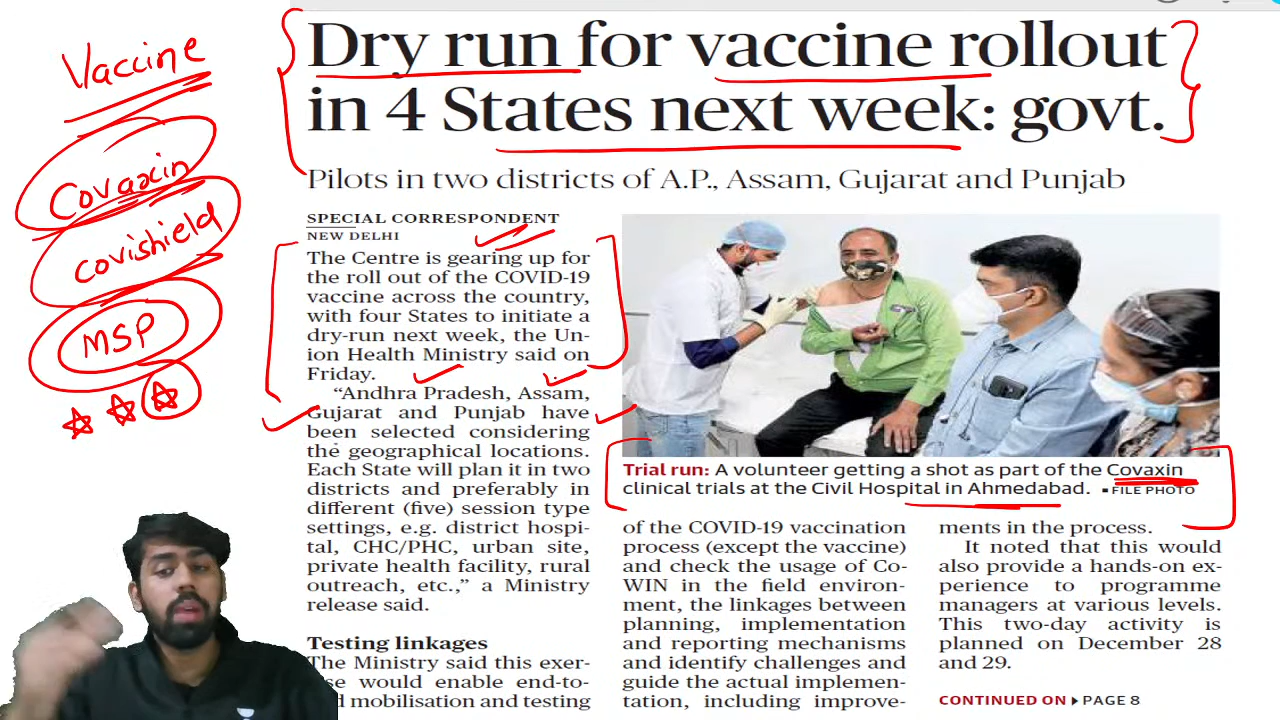 Vaccine
Covaxin
covishield
MSP
Dry run for vaccine rollout
in 4 States next week: govt.
Pilots in two districts of A.P., Assam, Gujarat and Punjab
SPECIAL CORRESPONDENT
NEW DELHI
The Centre is gearing up for
the roll out of the COVID-19
vaccine across the country,
with four States to initiate a
dry-run next week, the Un-
ion Health Ministry said on
Friday.
“Andhra Pradesh, Assam,
Gujarat and Punjab have
been selected considering
the geographical locations.
Each State will plan it in two
districts and preferably in
different (five) session type
settings, e.g. district hospi-
tal, CHC/PHC, urban site,
private health facility, rural
outreach, etc.,” a Ministry
release said.
Testing linkages
The Ministry said this exer-
se would enable end-to-
d mobilisation and testing
Trial run: A volunteer getting a shot as part of the Covaxin
clinical trials at the Civil Hospital in Ahmedabad. ▪FILE PHOTO
of the COVID-19 vaccination
process (except the vaccine)
and check the usage of Co-
WIN in the field environ-
ment, the linkages between
planning, implementation
and reporting mechanisms
and identify challenges and
guide the actual implemen-
tation, including improve-
ments in the process.
It noted that this would
also provide a hands-on ex-
perience to programme
managers at various levels.
This two-day activity is
planned on December 28
and 29.
CONTINUED ON ▸ PAGE 8